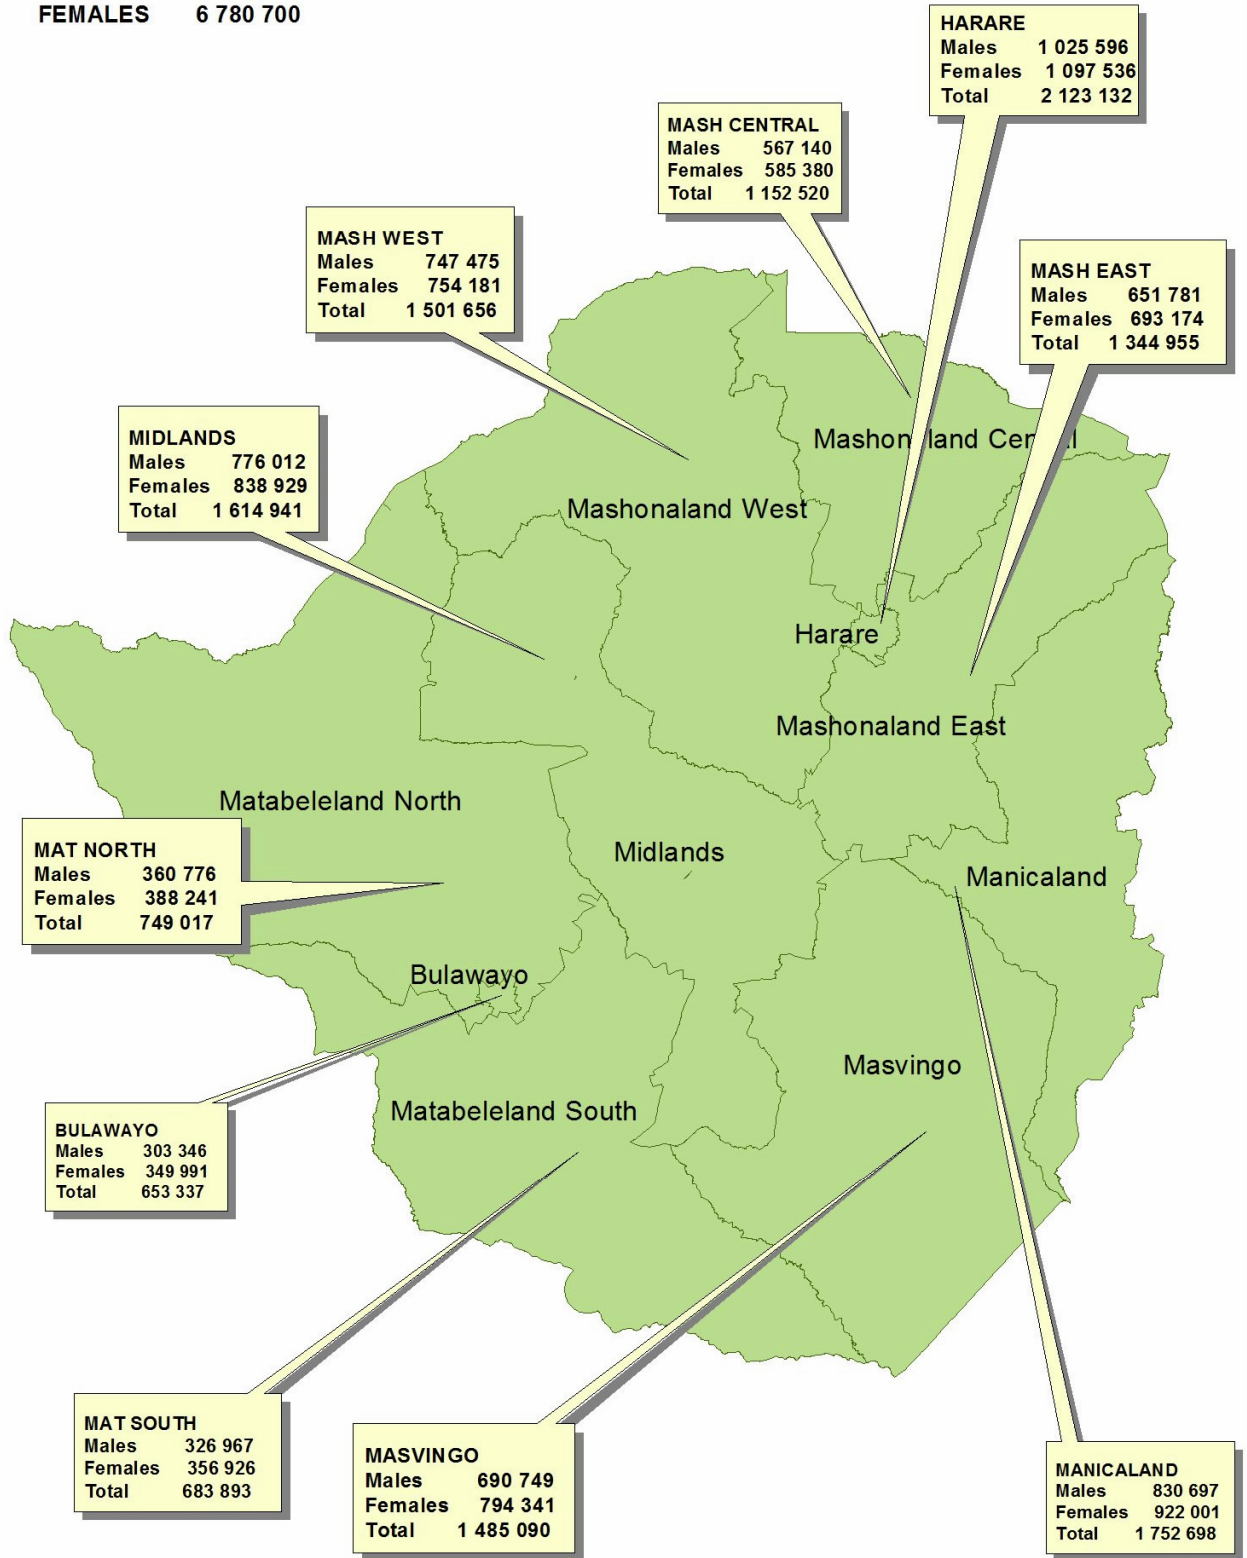 FEMALES 6 780 700
HARARE
Males 1 025 596
Females 1 097 536
Total 2 123 132
MASH CENTRAL
Males 567 140
Females 585 380
Total 1 152 520
MASH WEST
Males 747 475
Females 754 181
Total 1 501 656
MASH EAST
Males 651 781
Females 693 174
Total 1 344 955
MIDLANDS
Males 776 012
Females 838 929
Total 1 614 941
Mashonaland Central
Mashonaland West
Harare
Mashonaland East
Matabeleland North
MAT NORTH
Males 360 776
Females 388 241
Total 749 017
Midlands
Manicaland
Bulawayo
Masvingo
Matabeleland South
BULAWAYO
Males 303 346
Females 349 991
Total 653 337
MAT SOUTH
Males 326 967
Females 356 926
Total 683 893
MASVINGO
Males 690 749
Females 794 341
Total 1 485 090
MANICALAND
Males 830 697
Females 922 001
Total 1 752 698